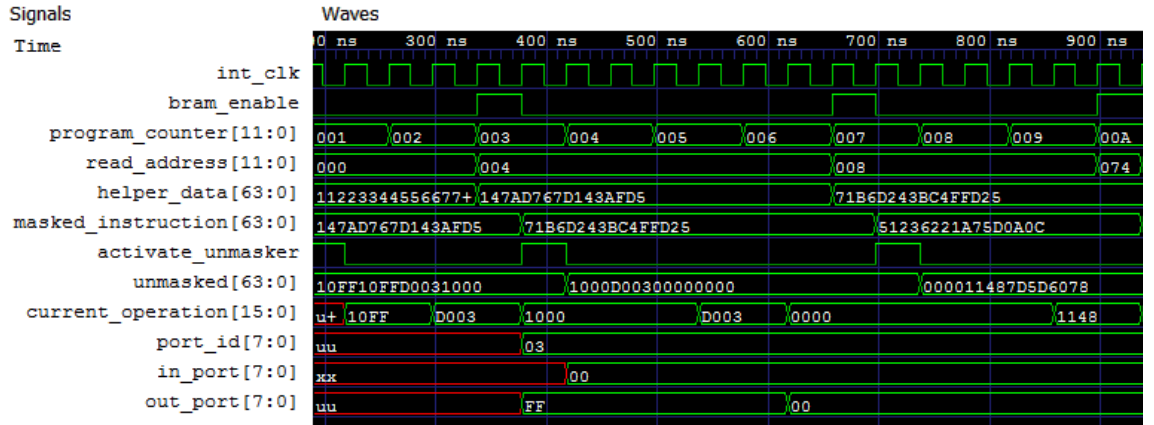 Signals Waves
Time 0 ns 300 ns 400 ns 500 ns 600 ns 700 ns 800 ns 900 ns
int_clk
bram_enable
program_counter[11:0] 001 002 003 004 005 006 007 008 009 00A
read_address[11:0] 000 004 008 074
helper_data[63:0] 11223344556677+ 147AD767D143AFD5 71B6D243BC4FFD25
masked_instruction[63:0] 147AD767D143AFD5 71B6D243BC4FFD25 51236221A75D0A0C
activate_unmasker
unmasked[63:0] 10FF10FFD0031000 1000D00300000000 000011487D5D6078
current_operation[15:0] u+ 10FF D003 1000 D003 0000 1148
port_id[7:0] uu 03
in_port[7:0] xx 00
out_port[7:0] uu FF 00